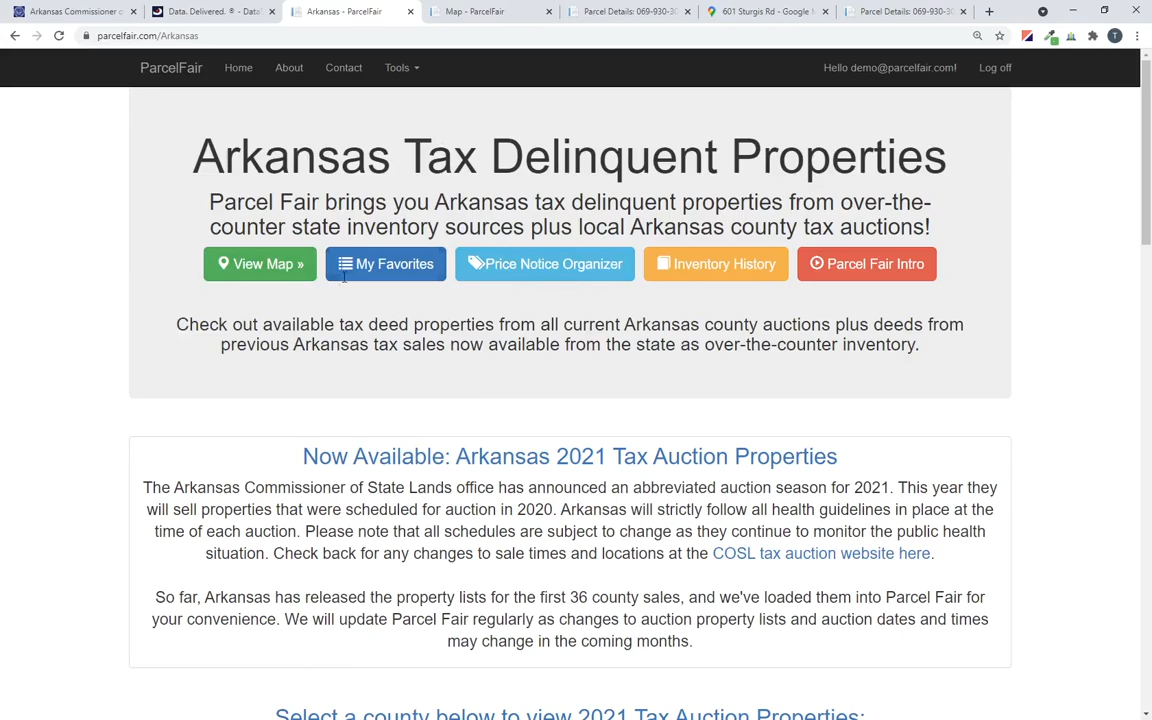 Arkansas Commissioner o
Data. Delivered. ® - Data
Arkansas - ParcelFair
Map - ParcelFair
Parcel Details: 069-930-30
601 Sturgis Rd - Google M
Parcel Details: 069-930-30
parcelfair.com/Arkansas
T
ParcelFair
Home
About
Contact
Tools
Hello demo@parcelfair.com!
Log off
Arkansas Tax Delinquent Properties
Parcel Fair brings you Arkansas tax delinquent properties from over-the-
counter state inventory sources plus local Arkansas county tax auctions!
View Map »
My Favorites
Price Notice Organizer
Inventory History
Parcel Fair Intro
Check out available tax deed properties from all current Arkansas county auctions plus deeds from
previous Arkansas tax sales now available from the state as over-the-counter inventory.
Now Available: Arkansas 2021 Tax Auction Properties
The Arkansas Commissioner of State Lands office has announced an abbreviated auction season for 2021. This year they
will sell properties that were scheduled for auction in 2020. Arkansas will strictly follow all health guidelines in place at the
time of each auction. Please note that all schedules are subject to change as they continue to monitor the public health
situation. Check back for any changes to sale times and locations at the COSL tax auction website here.
So far, Arkansas has released the property lists for the first 36 county sales, and we've loaded them into Parcel Fair for
your convenience. We will update Parcel Fair regularly as changes to auction property lists and auction dates and times
may change in the coming months.
Select a county below to view 2021 Tax Auction Properties: